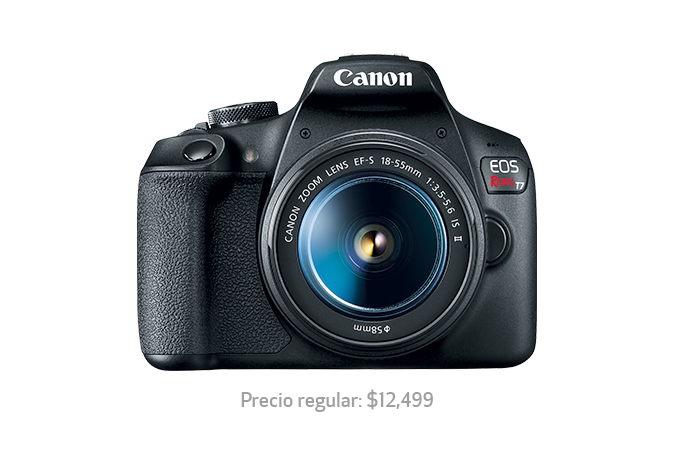 Canon
EOS
Rebel T7
CANON ZOOM LENS EF-S 18-55mm 1:3.5-5.6 IS II
Φ58mm
Precio regular: $12,499